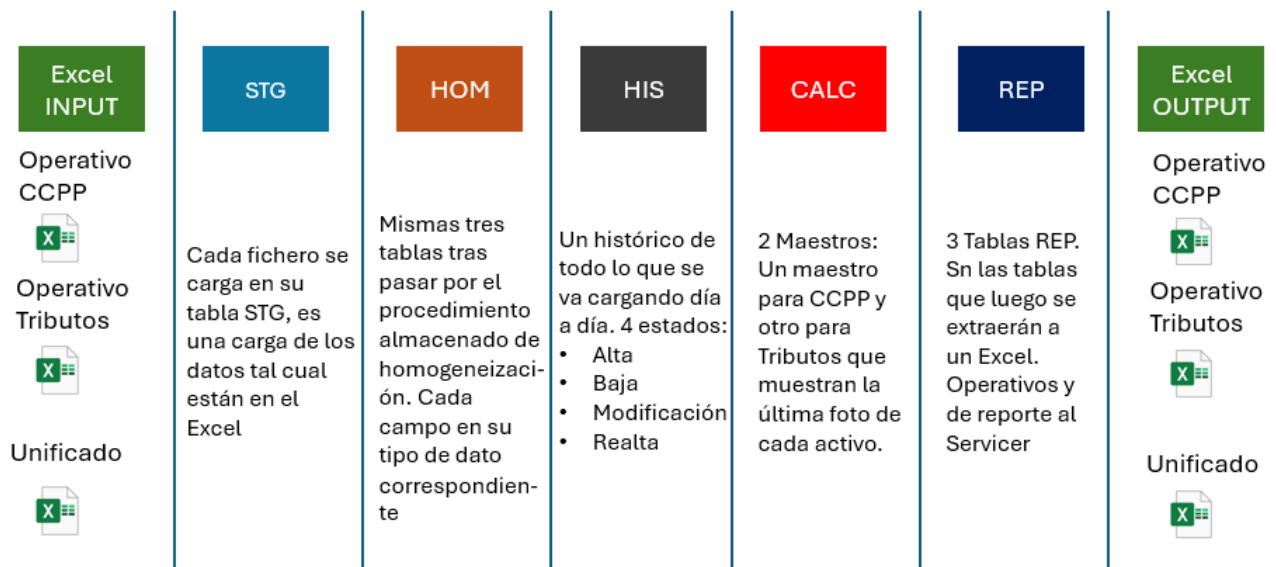 Excel
INPUT
Operativo
CCPP
Operativo
Tributos
Unificado
STG
Cada fichero se
carga en su
tabla STG, es
una carga de los
datos tal cual
están en el
Excel
HOM
Mismas tres
tablas tras
pasar por el
procedimiento
almacenado de
homogeneizaci-
ón. Cada
campo en su
tipo de dato
correspondien-
te
HIS
Un histórico de
todo lo que se
va cargando día
a día. 4 estados:
• Alta
• Baja
• Modificación
• Realta
CALC
2 Maestros:
Un maestro
para CCPP y
otro para
Tributos que
muestran la
última foto de
cada activo.
REP
3 Tablas REP.
Sn las tablas
que luego se
extraerán a
un Excel.
Operativos y
de reporte al
Servicer
Excel
OUTPUT
Operativo
CCPP
Operativo
Tributos
Unificado